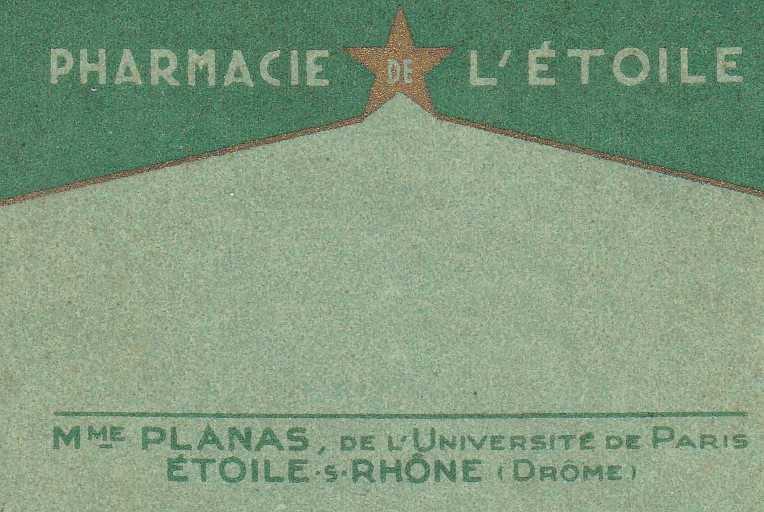 PHARMACIE DE L'ÉTOILE
MME PLANAS, DE L'UNIVERSITÉ DE PARIS
ÉTOILE-S-RHÔNE (DRÔME)